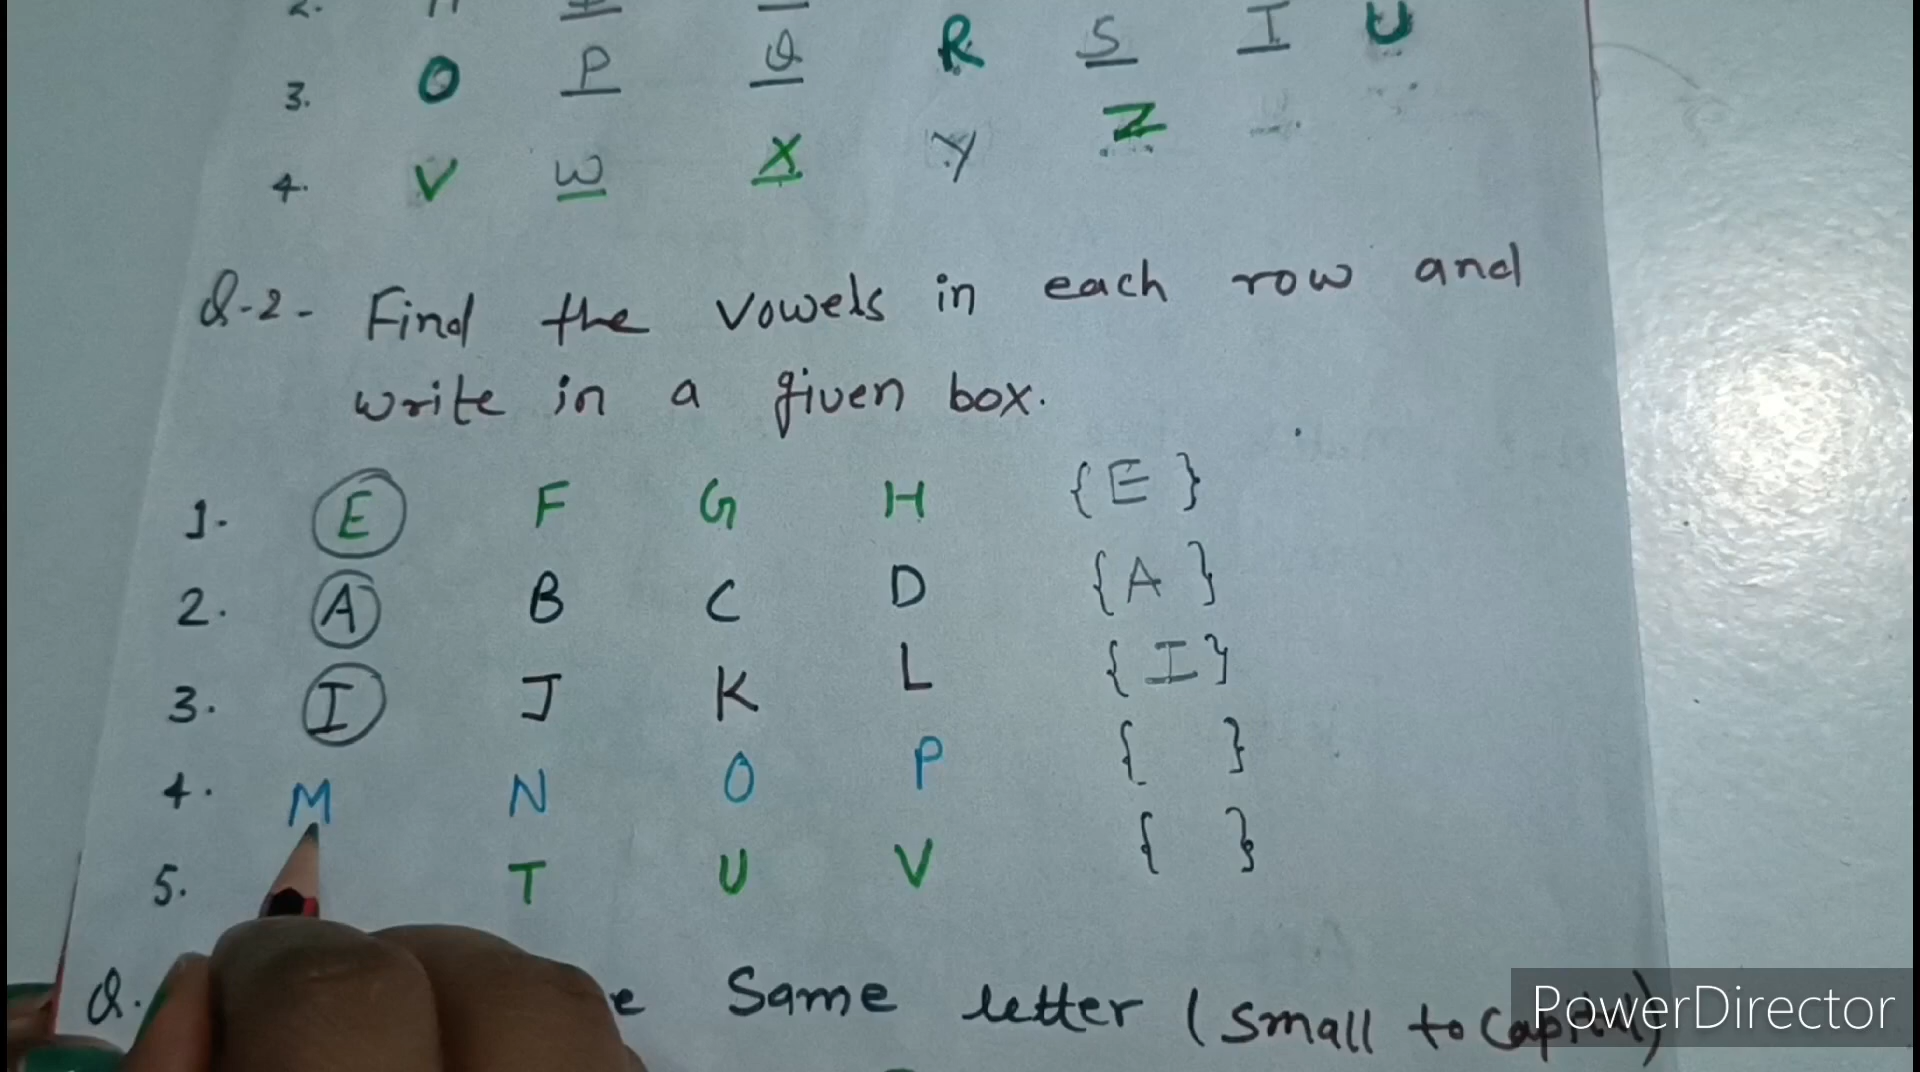 3. O P Q R S I U
4. V W X Y Z
Q-2- Find the vowels in each row and
write in a given box.
1. E F G H {E}
2. A B C D {A}
3. I J K L {I}
4. M N O P { }
5. T U V { }
Q. Same letter (small to capital)
PowerDirector